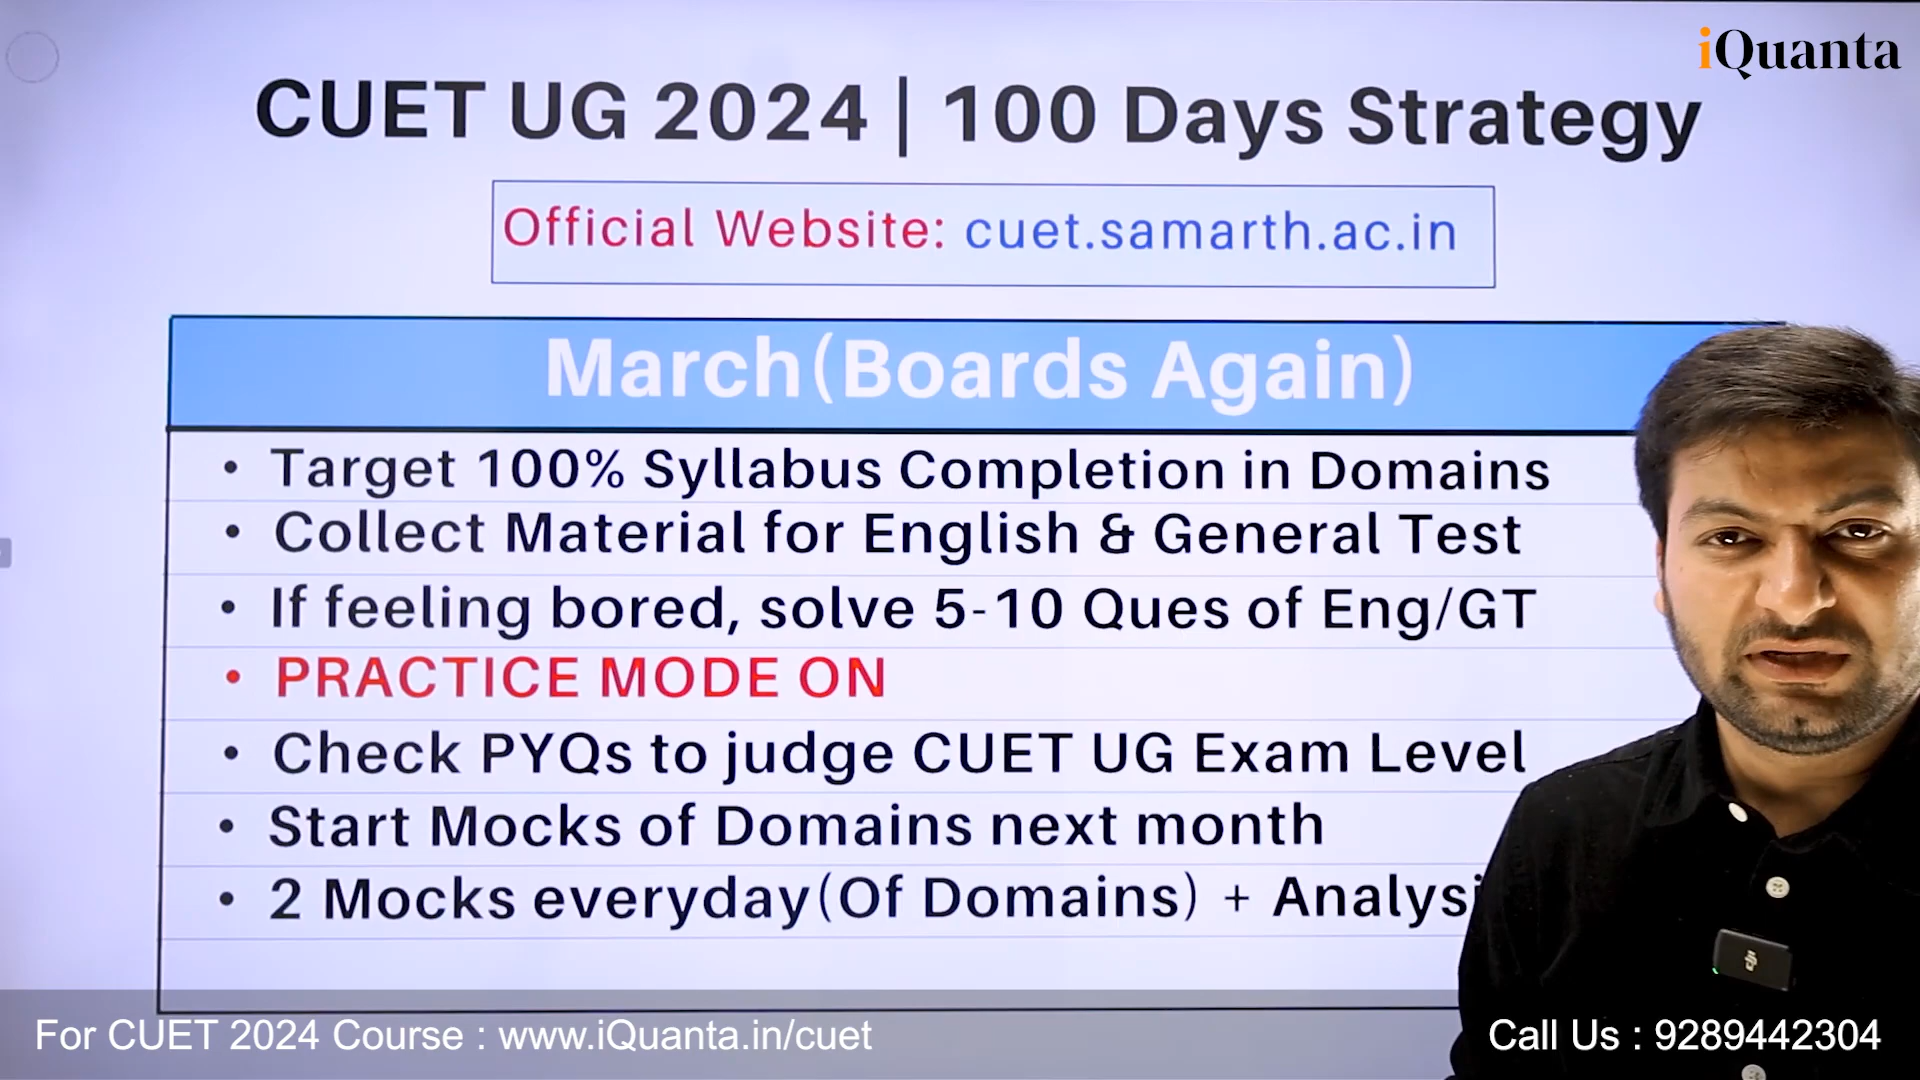 iQuanta
CUET UG 2024 | 100 Days Strategy
Official Website: cuet.samarth.ac.in
March(Boards Again)
• Target 100% Syllabus Completion in Domains
• Collect Material for English & General Test
• If feeling bored, solve 5-10 Ques of Eng/GT
• PRACTICE MODE ON
• Check PYQs to judge CUET UG Exam Level
• Start Mocks of Domains next month
• 2 Mocks everyday(Of Domains) + Analysi
For CUET 2024 Course : www.iQuanta.in/cuet
Call Us : 9289442304